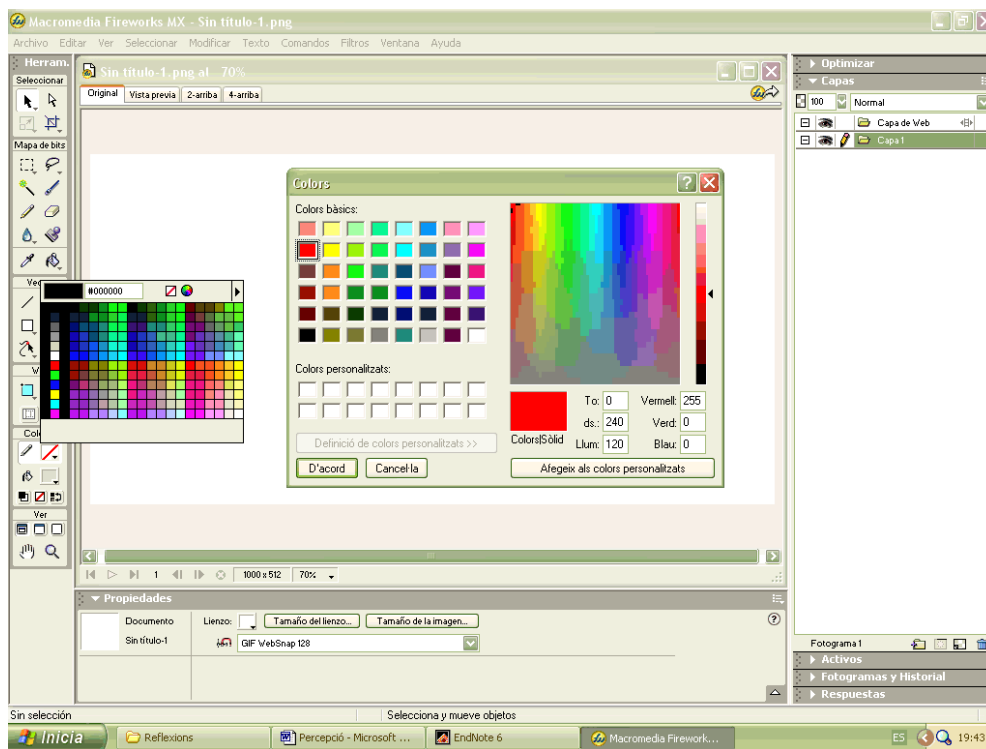 Macromedia Fireworks MX - Sin título-1.png
Archivo Editar Ver Seleccionar Modificar Texto Comandos Filtros Ventana Ayuda
Herram.
Seleccionar
Mapa de bits
Vec
W
Colo
Ver
Sin título-1.png al 70%
Original Vista previa 2-arriba 4-arriba
#000000
Colors
Colors bàsics:
Colors personalitzats:
Definició de colors personalitzats >>
D'acord Cancel·la
Colors|Sòlid
To: 0 Vermell: 255
ds.: 240 Verd: 0
Llum: 120 Blau: 0
Afegeix als colors personalitzats
1 1000 x 512 70%
Propiedades
Documento Lienzo: Tamaño del lienzo... Tamaño de la imagen...
Sin título-1 GIF WebSnap 128
Optimizar
Capas
100 Normal
Capa de Web
Capa 1
Fotograma 1
Activos
Fotogramas y Historial
Respuestas
Sin selección Selecciona y mueve objetos
Inicia Reflexions Percepció - Microsoft ... EndNote 6 Macromedia Firework... ES 19:43